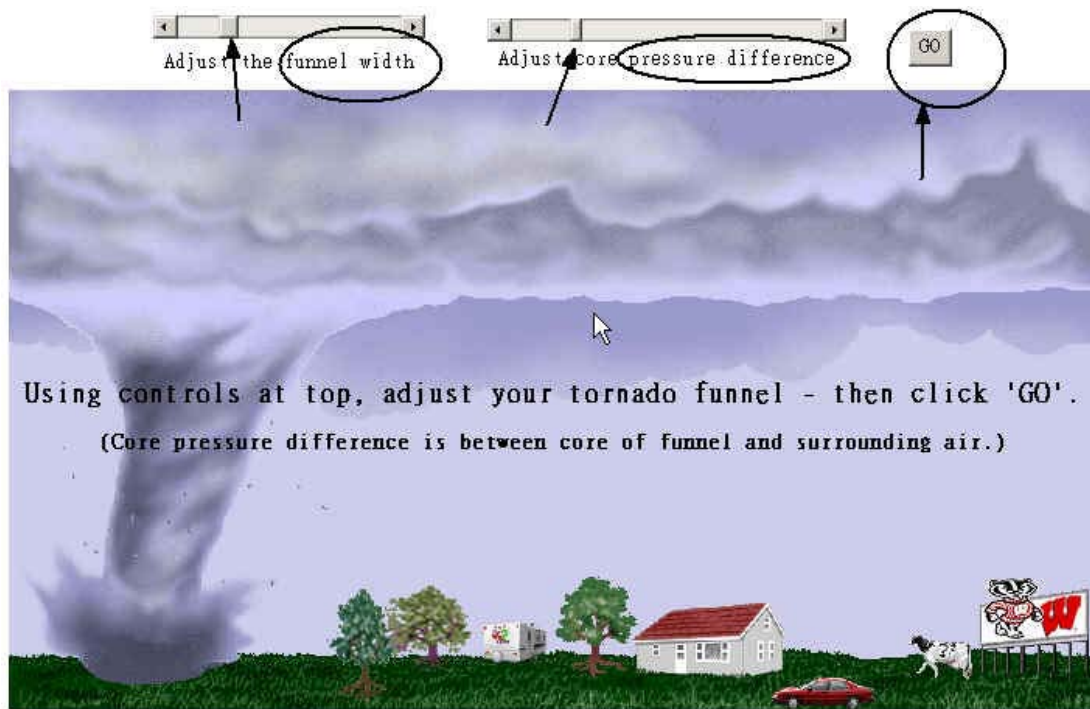 Adjust the funnel width
Adjust core pressure difference
GO
Using controls at top, adjust your tornado funnel - then click 'GO'.
(Core pressure difference is between core of funnel and surrounding air.)
W